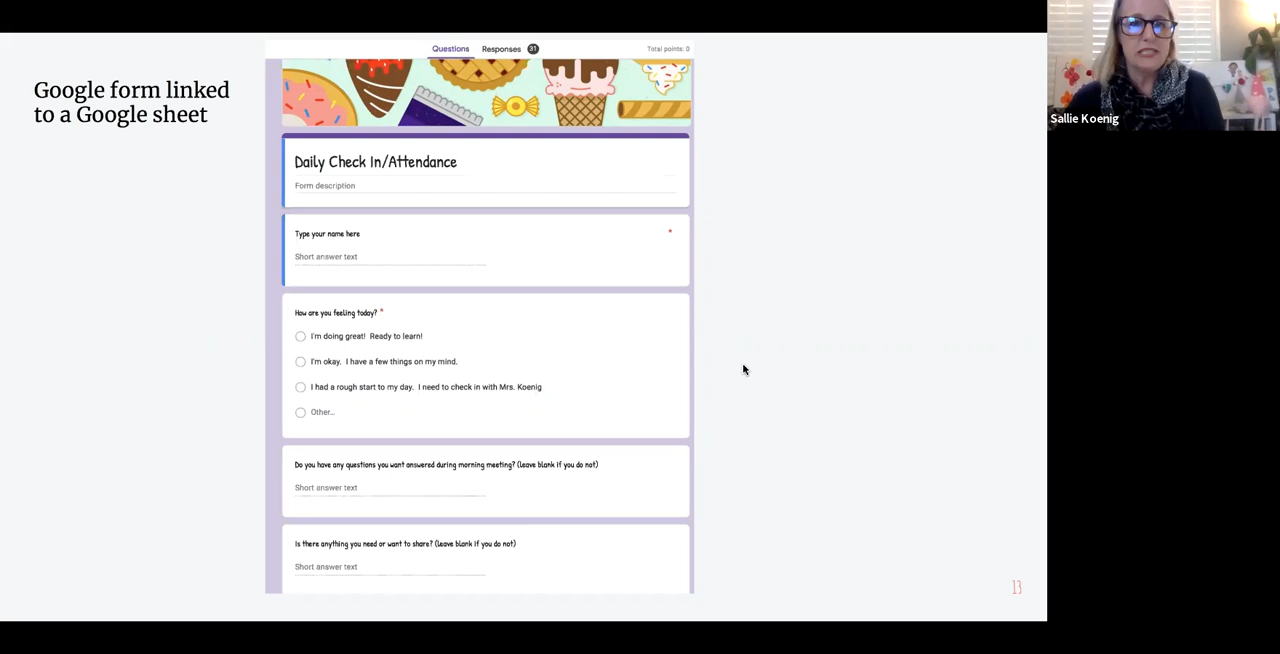 Google form linked
to a Google sheet
Questions Responses 31 Total points: 0
Daily Check In/Attendance
Form description
Type your name here *
Short answer text
How are you feeling today? *
I'm doing great! Ready to learn!
I'm okay. I have a few things on my mind.
I had a rough start to my day. I need to check in with Mrs. Koenig
Other...
Do you have any questions you want answered during morning meeting? (leave blank if you do not)
Short answer text
Is there anything you need or want to share? (leave blank if you do not)
Short answer text
13
Sallie Koenig